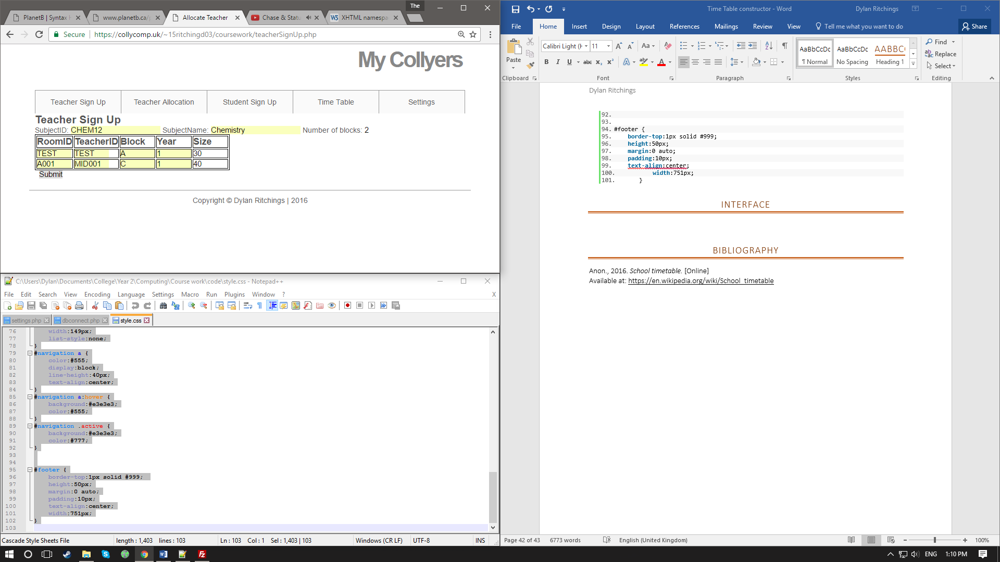 The
PlanetB | Syntax
www.planetb.ca/
Allocate Teacher
Chase & Statu
XHTML namespa
Secure
https://collycomp.uk/~15ritchingd03/coursework/teacherSignUp.php
My Collyers
Teacher Sign Up
Teacher Allocation
Student Sign Up
Time Table
Settings
Teacher Sign Up
SubjectID: CHEM12 SubjectName: Chemistry Number of blocks: 2
RoomID TeacherID Block Year Size
TEST TEST A 1 30
A001 MID001 C 1 40
Submit
Copyright © Dylan Ritchings | 2016
C:\Users\Dylan\Documents\College\Year 2\Computing\Course work\code\style.css - Notepad++
File Edit Search View Encoding Language Settings Macro Run Plugins Window ? X
settings.php dbconnect.php style.css
76 width:149px;
77 list-style:none;
78 }
79 #navigation a {
80 color:#555;
81 display:block;
82 line-height:40px;
83 text-align:center;
84 }
85 #navigation a:hover {
86 background:#e3e3e3;
87 color:#555;
88 }
89 #navigation .active {
90 background:#e3e3e3;
91 color:#777;
92 }
93
94
95 #footer {
96 border-top:1px solid #999;
97 height:50px;
98 margin:0 auto;
99 padding:10px;
100 text-align:center;
101 width:751px;
102 }
103
Cascade Style Sheets File length : 1,403 lines : 103 Ln : 103 Col : 1 Sel : 1,403 | 103 Windows (CR LF) UTF-8 INS
Time Table constructor - Word Dylan Ritchings
File Home Insert Design Layout References Mailings Review View Tell me what you want to do Share
Calibri Light (H 11
Paste
Clipboard Font Paragraph Styles Editing
AaBbCcDc AaBbCcDc AABBC
¶ Normal No Spacing Heading 1
Find
Replace
Select
Dylan Ritchings
92.
93.
94. #footer {
95. border-top:1px solid #999;
96. height:50px;
97. margin:0 auto;
98. padding:10px;
99. text-align:center;
100. width:751px;
101. }
INTERFACE
BIBLIOGRAPHY
Anon., 2016. School timetable. [Online]
Available at: https://en.wikipedia.org/wiki/School_timetable
Page 42 of 43 6773 words English (United Kingdom) 100%
ENG 1:10 PM